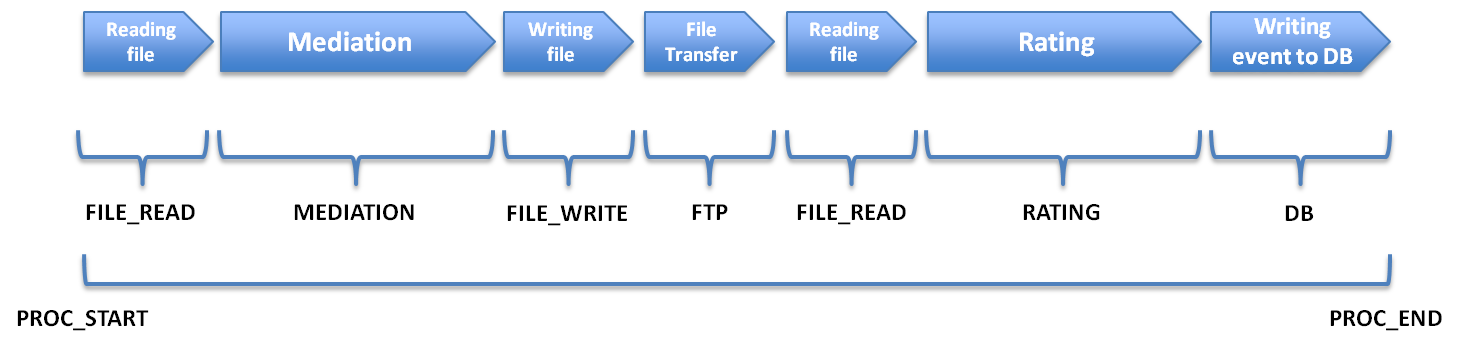 Reading
file
Mediation
Writing
file
File
Transfer
Reading
file
Rating
Writing
event to DB
FILE_READ
MEDIATION
FILE_WRITE
FTP
FILE_READ
RATING
DB
PROC_START
PROC_END